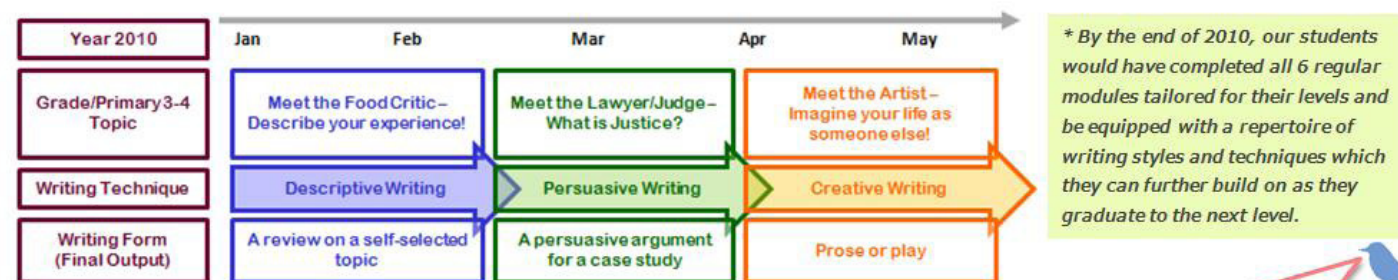 Year 2010
Jan Feb Mar Apr May
Grade/Primary 3-4
Topic
Meet the Food Critic –
Describe your experience!
Meet the Lawyer/Judge –
What is Justice?
Meet the Artist –
Imagine your life as
someone else!
Writing Technique
Descriptive Writing
Persuasive Writing
Creative Writing
Writing Form
(Final Output)
A review on a self-selected
topic
A persuasive argument
for a case study
Prose or play
* By the end of 2010, our students
would have completed all 6 regular
modules tailored for their levels and
be equipped with a repertoire of
writing styles and techniques which
they can further build on as they
graduate to the next level.